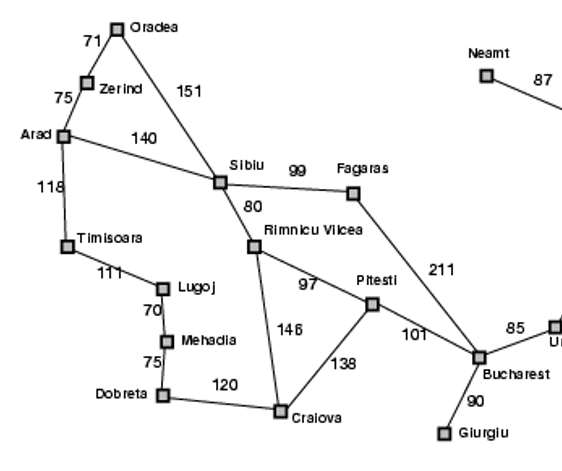 Oradea
71
Neamt
87
Zerind
151
75
Arad
140
Sibiu
99
Fagaras
118
80
Rimnicu Vilcea
Timisoara
211
111
97
Pitesti
Lugoj
70
146
101
85
Mehadia
138
Bucharest
75
Dobreta
120
90
Craiova
Giurgiu